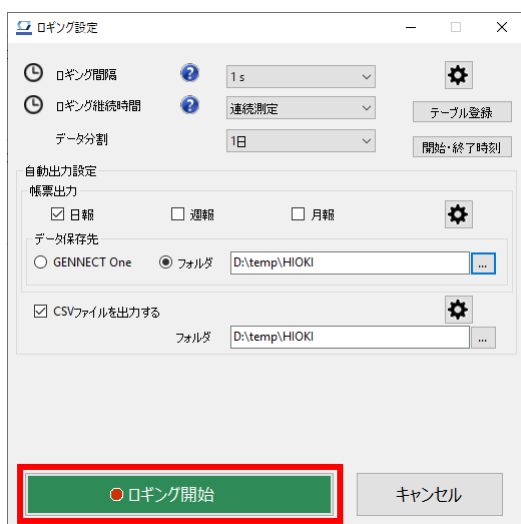 ロギング設定
ロギング間隔 ? 1 s
ロギング継続時間 ? 連続測定 テーブル登録
データ分割 1日 開始・終了時刻
自動出力設定
帳票出力
日報 週報 月報
データ保存先
GENNECT One フォルダ D:\temp\HIOKI ...
CSVファイルを出力する
フォルダ D:\temp\HIOKI ...
ロギング開始 キャンセル